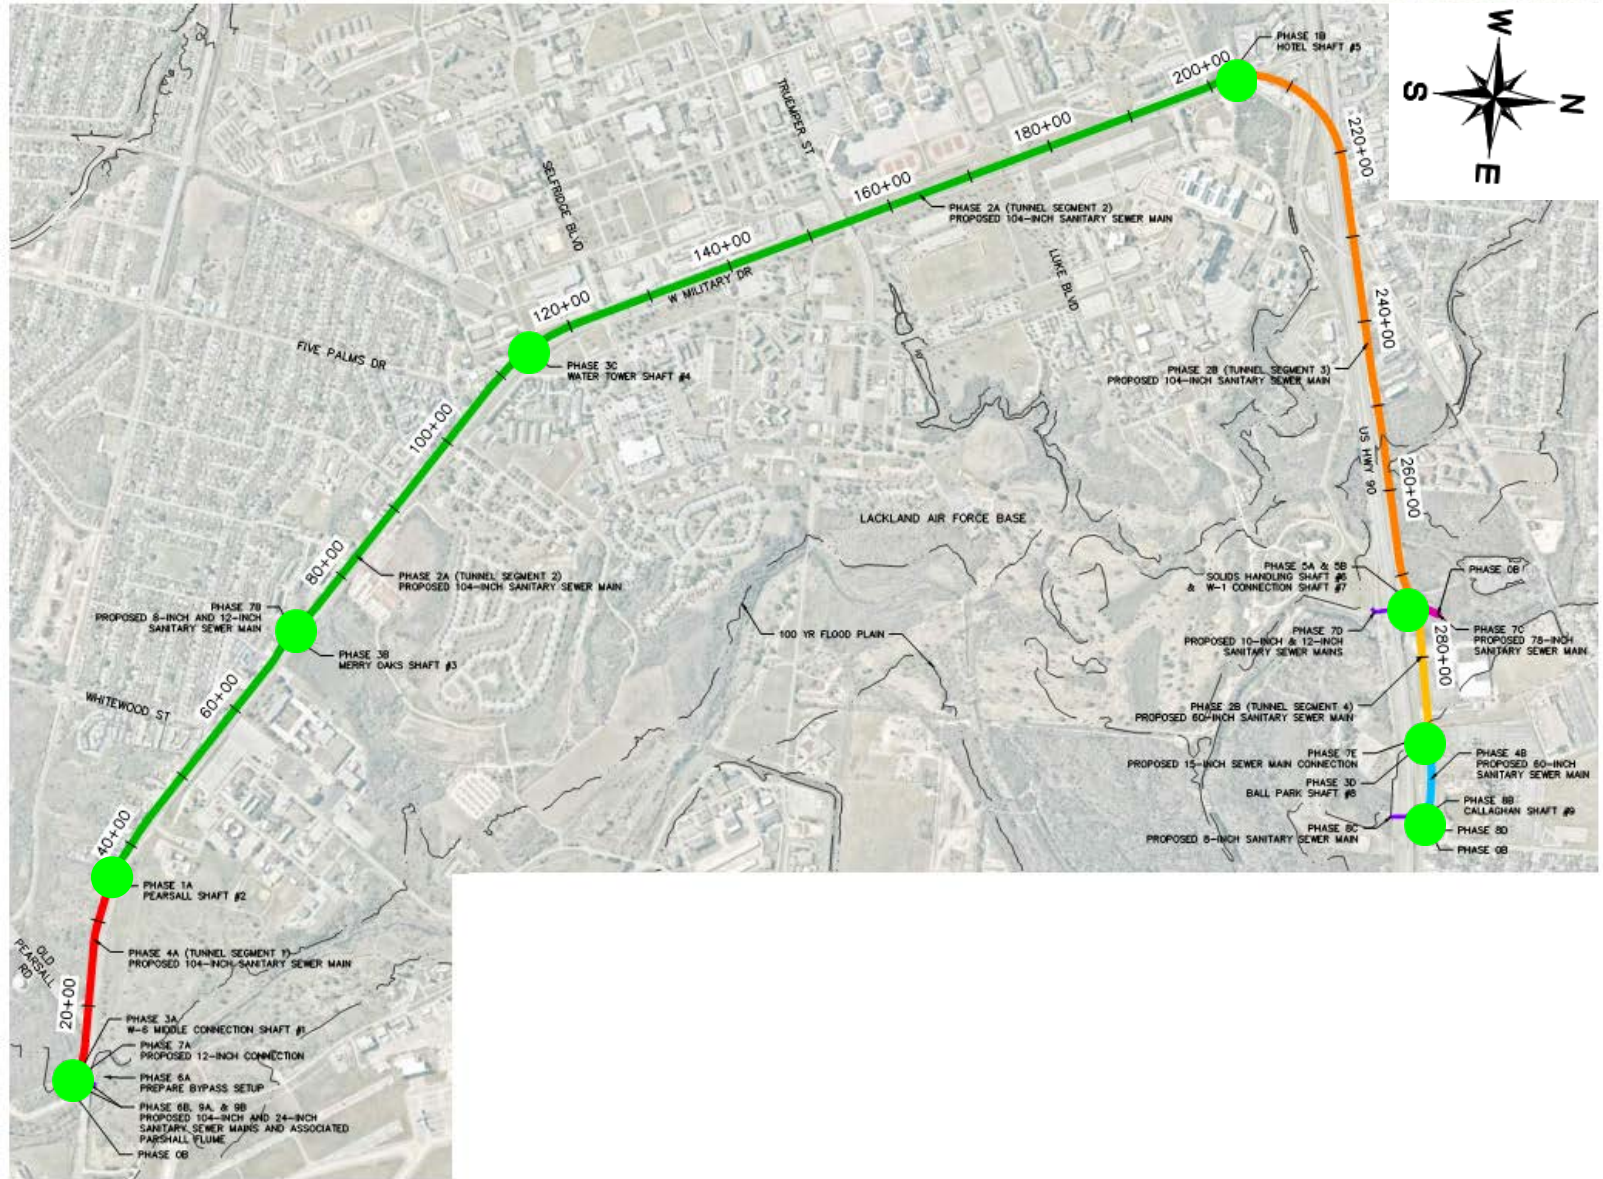 PHASE 1B
HOTEL SHAFT #5
W
S
N
E
200+00
180+00
160+00
140+00
120+00
100+00
80+00
60+00
40+00
20+00
220+00
240+00
260+00
280+00
TRUEMPER ST
SELFRIDGE BLVD
LUKE BLVD
W MILITARY DR
FIVE PALMS DR
US HWY 90
WHITEWOOD ST
OLD
PEARSALL
RD
PHASE 2A (TUNNEL SEGMENT 2)
PROPOSED 104-INCH SANITARY SEWER MAIN
PHASE 3C
WATER TOWER SHAFT #4
PHASE 2B (TUNNEL SEGMENT 3)
PROPOSED 104-INCH SANITARY SEWER MAIN
LACKLAND AIR FORCE BASE
PHASE 2A (TUNNEL SEGMENT 2)
PROPOSED 104-INCH SANITARY SEWER MAIN
PHASE 7B
PROPOSED 8-INCH AND 12-INCH
SANITARY SEWER MAIN
PHASE 3B
MERRY OAKS SHAFT #3
100 YR FLOOD PLAIN
PHASE 5A & 5B
SOLIDS HANDLING SHAFT #6
& W-1 CONNECTION SHAFT #7
PHASE 0B
PHASE 7D
PROPOSED 10-INCH & 12-INCH
SANITARY SEWER MAINS
PHASE 7C
PROPOSED 78-INCH
SANITARY SEWER MAIN
PHASE 2B (TUNNEL SEGMENT 4)
PROPOSED 60-INCH SANITARY SEWER MAIN
PHASE 7E
PROPOSED 15-INCH SEWER MAIN CONNECTION
PHASE 3D
BALL PARK SHAFT #8
PHASE 4B
PROPOSED 60-INCH
SANITARY SEWER MAIN
PHASE 8B
CALLAGHAN SHAFT #9
PHASE 8C
PROPOSED 8-INCH SANITARY SEWER MAIN
PHASE 8D
PHASE 0B
PHASE 1A
PEARSALL SHAFT #2
PHASE 4A (TUNNEL SEGMENT 1)
PROPOSED 104-INCH SANITARY SEWER MAIN
PHASE 3A
W-6 MIDDLE CONNECTION SHAFT #1
PHASE 7A
PROPOSED 12-INCH CONNECTION
PHASE 6A
PREPARE BYPASS SETUP
PHASE 6B, 9A, & 9B
PROPOSED 104-INCH AND 24-INCH
SANITARY SEWER MAINS AND ASSOCIATED
PARSHALL FLUME
PHASE 0B